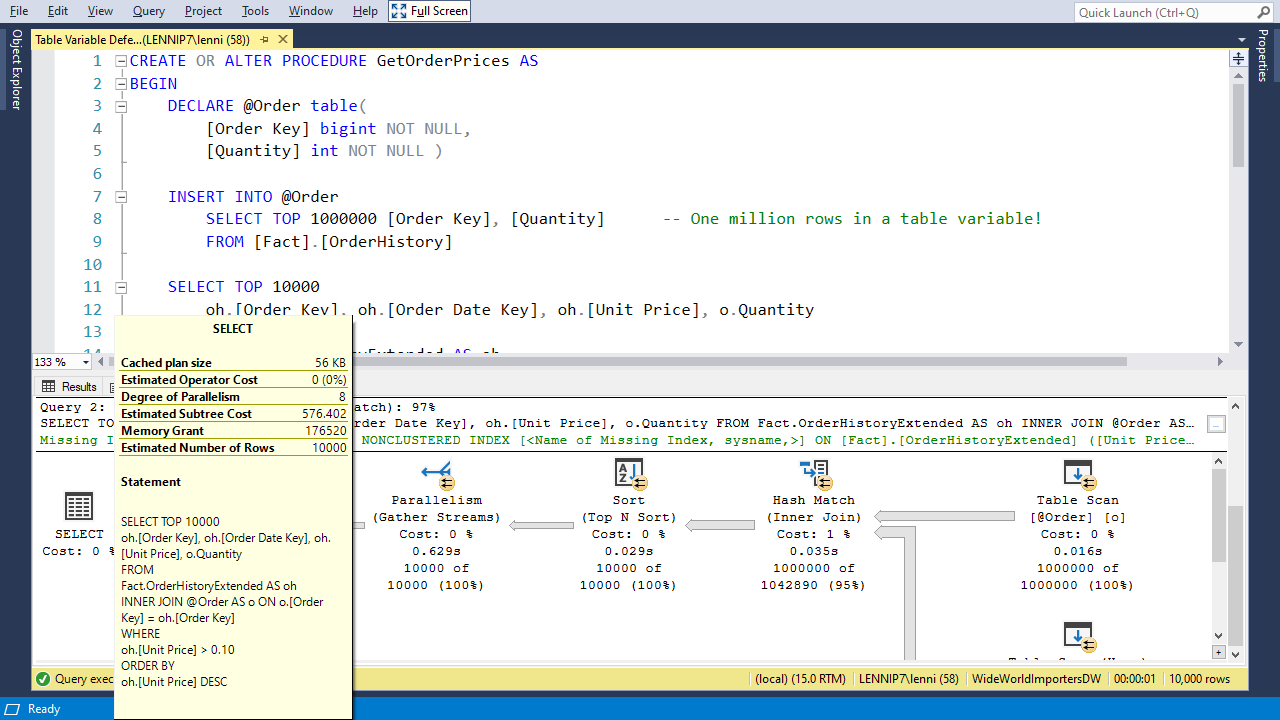 File Edit View Query Project Tools Window Help Full Screen
Quick Launch (Ctrl+Q)
Object Explorer
Properties
Table Variable Defe...(LENNIP7\lenni (58))
1 CREATE OR ALTER PROCEDURE GetOrderPrices AS
2 BEGIN
3 DECLARE @Order table(
4 [Order Key] bigint NOT NULL,
5 [Quantity] int NOT NULL )
6
7 INSERT INTO @Order
8 SELECT TOP 1000000 [Order Key], [Quantity] -- One million rows in a table variable!
9 FROM [Fact].[OrderHistory]
10
11 SELECT TOP 10000
12 oh.[Order Key], oh.[Order Date Key], oh.[Unit Price], o.Quantity
13
14 AS oh
133 %
Results
Query 2: atch): 97%
SELECT TO rder Date Key], oh.[Unit Price], o.Quantity FROM Fact.OrderHistoryExtended AS oh INNER JOIN @Order AS...
Missing I NONCLUSTERED INDEX [<Name of Missing Index, sysname,>] ON [Fact].[OrderHistoryExtended] ([Unit Price...
SELECT
Cached plan size 56 KB
Estimated Operator Cost 0 (0%)
Degree of Parallelism 8
Estimated Subtree Cost 576.402
Memory Grant 176520
Estimated Number of Rows 10000
Statement
SELECT TOP 10000
oh.[Order Key], oh.[Order Date Key], oh.
[Unit Price], o.Quantity
FROM
Fact.OrderHistoryExtended AS oh
INNER JOIN @Order AS o ON o.[Order
Key] = oh.[Order Key]
WHERE
oh.[Unit Price] > 0.10
ORDER BY
oh.[Unit Price] DESC
SELECT
Cost: 0 %
Parallelism
(Gather Streams)
Cost: 0 %
0.629s
10000 of
10000 (100%)
Sort
(Top N Sort)
Cost: 0 %
0.029s
10000 of
10000 (100%)
Hash Match
(Inner Join)
Cost: 1 %
0.035s
1000000 of
1042890 (95%)
Table Scan
[@Order] [o]
Cost: 0 %
0.016s
1000000 of
1000000 (100%)
Query exec
(local) (15.0 RTM) LENNIP7\lenni (58) WideWorldImportersDW 00:00:01 10,000 rows
Ready